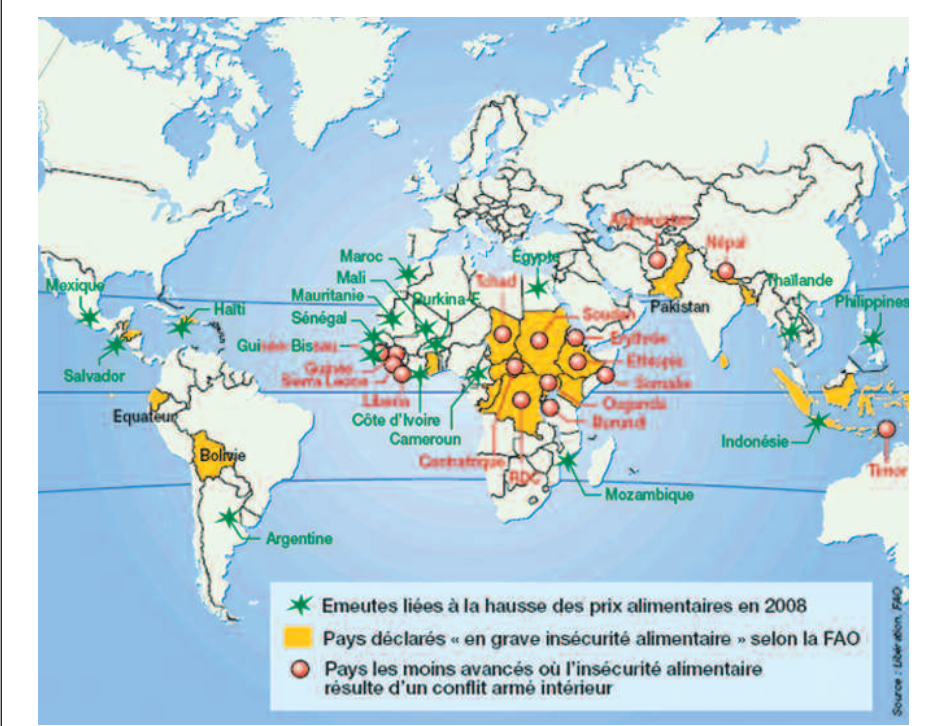 Afghanistan
Népal
Maroc
Egypte
Mali
Tchad
Thaïlande
Mexique
Mauritanie
Burkina-F
Pakistan
Philippines
Haïti
Sénégal
Soudan
Guinée Bissau
Erythrée
Guinée
Ethiopie
Salvador
Sierra Leone
Somalie
Liberia
Ouganda
Equateur
Côte d'Ivoire
Burundi
Cameroun
Indonésie
Bolivie
Centrafrique
RDC
Timor
Mozambique
Argentine
Emeutes liées à la hausse des prix alimentaires en 2008
Pays déclarés « en grave insécurité alimentaire » selon la FAO
Pays les moins avancés où l'insécurité alimentaire
résulte d'un conflit armé intérieur
Source : Libération, FAO